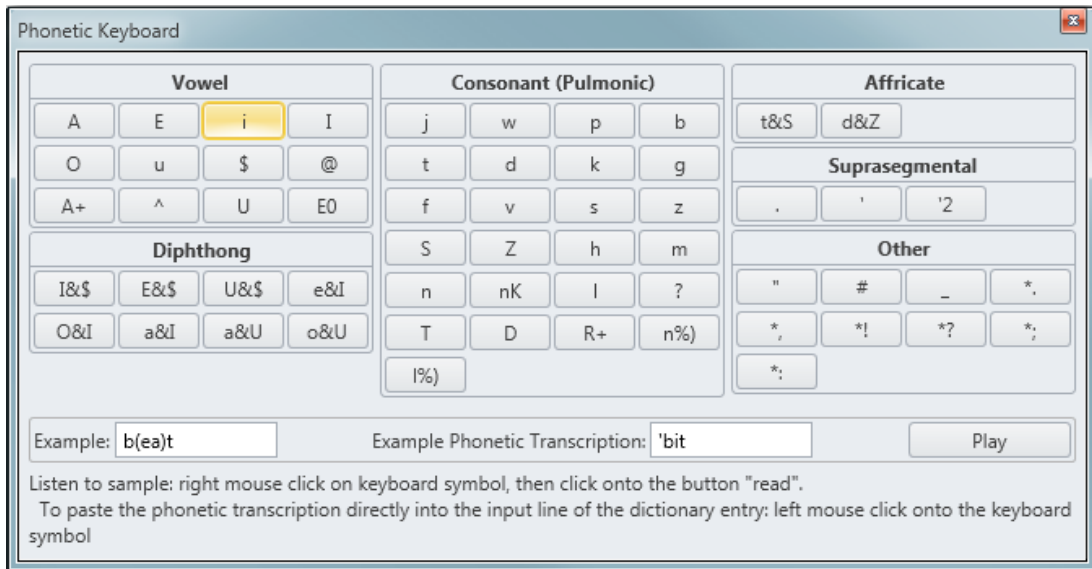 Phonetic Keyboard
Vowel
A E i I
O u $ @
A+ ^ U E0
Diphthong
I&$ E&$ U&$ e&I
O&I a&I a&U o&U
Consonant (Pulmonic)
j w p b
t d k g
f v s z
S Z h m
n nK l ?
T D R+ n%)
l%)
Affricate
t&S d&Z
Suprasegmental
. ' '2
Other
" # _ *.
*, *! *? *;
*:
Example: b(ea)t Example Phonetic Transcription: 'bit Play
Listen to sample: right mouse click on keyboard symbol, then click onto the button "read".
To paste the phonetic transcription directly into the input line of the dictionary entry: left mouse click onto the keyboard
symbol